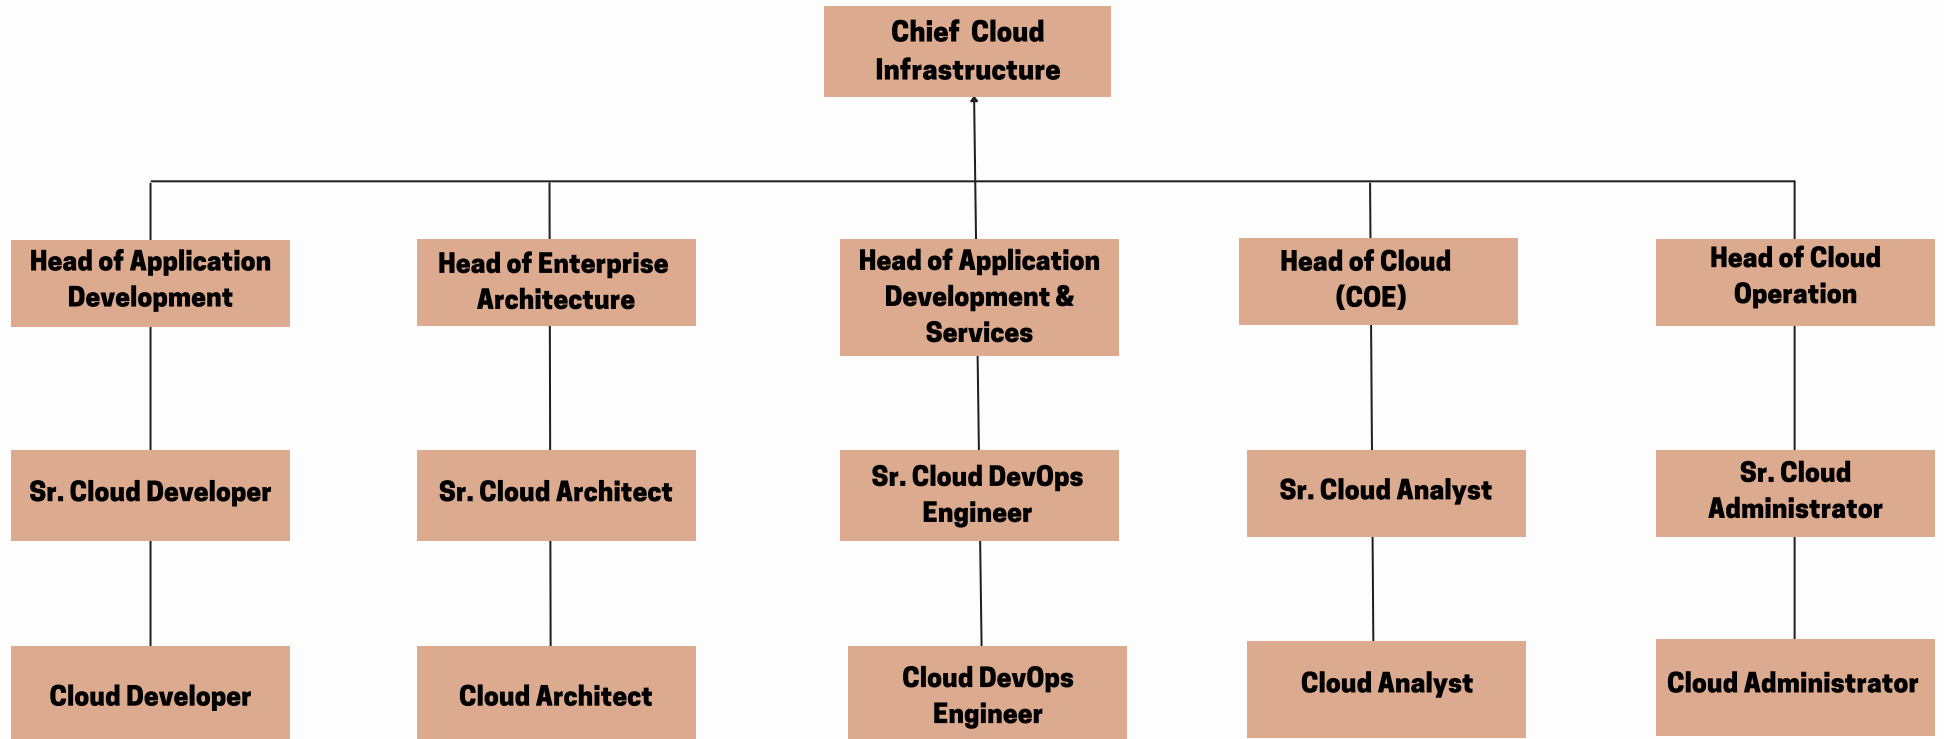 Chief Cloud
Infrastructure
Head of Application
Development
Head of Enterprise
Architecture
Head of Application
Development &
Services
Head of Cloud
(COE)
Head of Cloud
Operation
Sr. Cloud Developer
Sr. Cloud Architect
Sr. Cloud DevOps
Engineer
Sr. Cloud Analyst
Sr. Cloud
Administrator
Cloud Developer
Cloud Architect
Cloud DevOps
Engineer
Cloud Analyst
Cloud Administrator